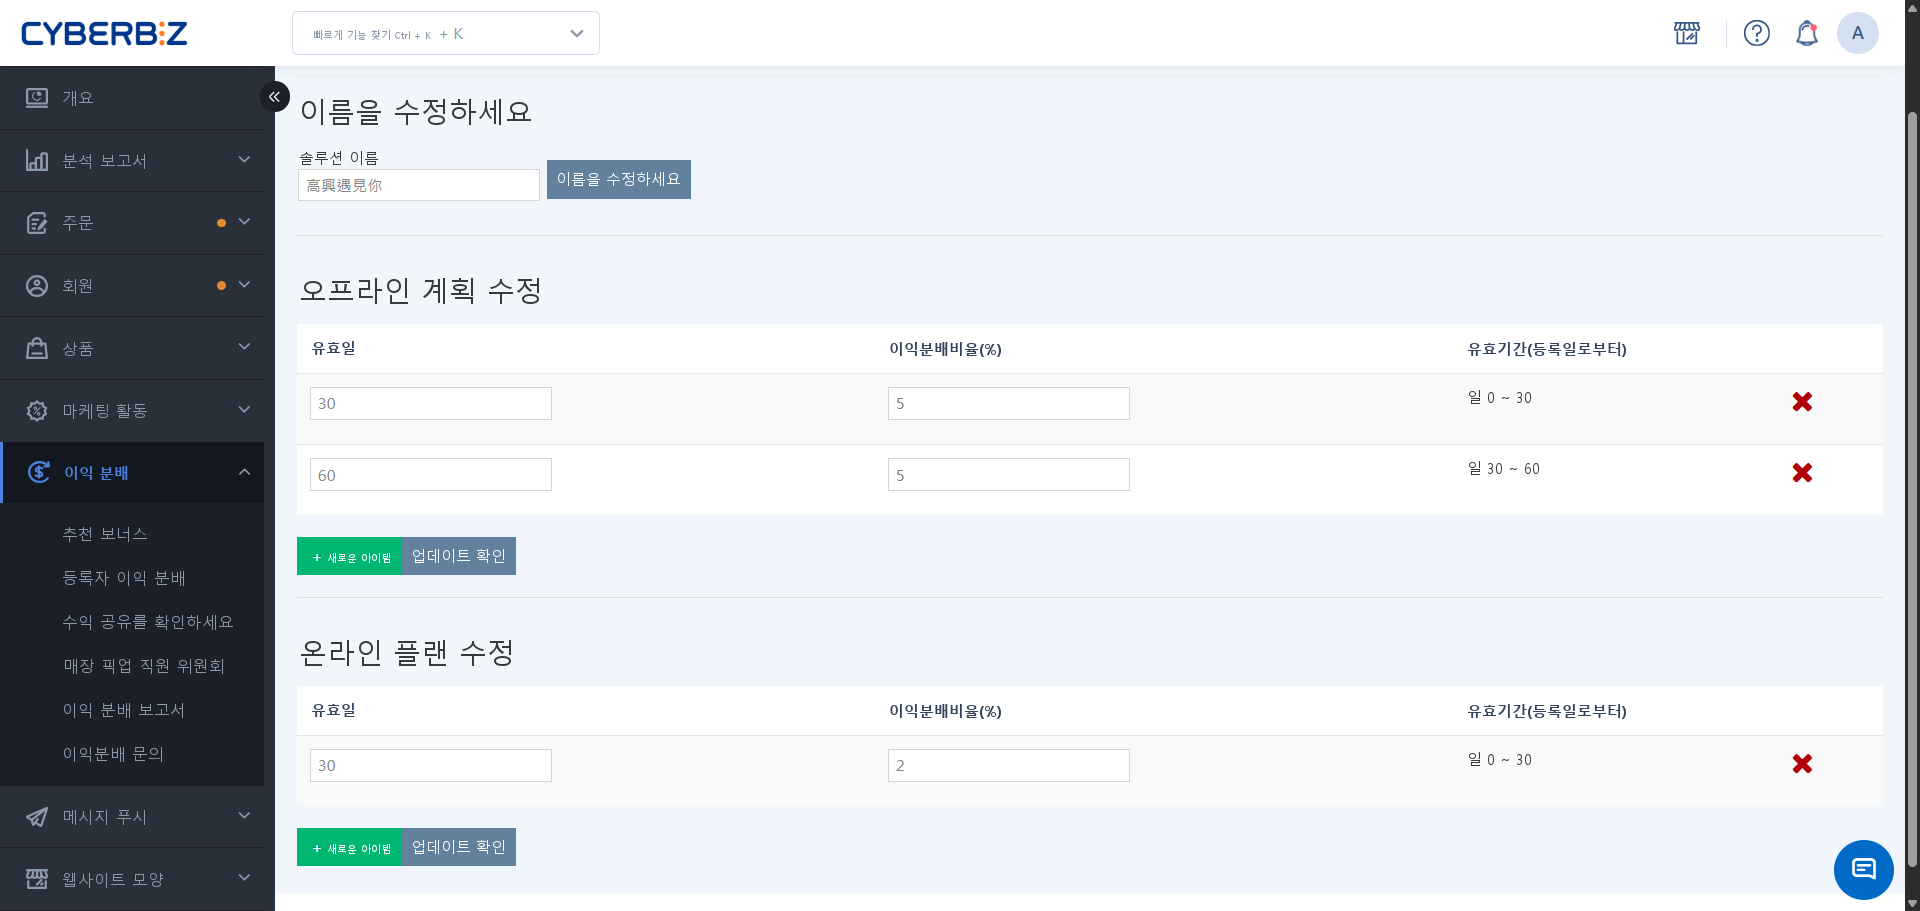 CYBERBIZ
빠르게 기능 찾기 Ctrl + K + K
A
개요
분석 보고서
주문
회원
상품
마케팅 활동
이익 분배
추천 보너스
등록자 이익 분배
수익 공유를 확인하세요
매장 픽업 직원 위원회
이익 분배 보고서
이익분배 문의
메시지 푸시
웹사이트 모양
이름을 수정하세요
솔루션 이름
高興遇見你
이름을 수정하세요
오프라인 계획 수정
유효일 이익분배비율(%) 유효기간(등록일로부터)
30 5 일 0 ~ 30
60 5 일 30 ~ 60
+ 새로운 아이템 업데이트 확인
온라인 플랜 수정
유효일 이익분배비율(%) 유효기간(등록일로부터)
30 2 일 0 ~ 30
+ 새로운 아이템 업데이트 확인